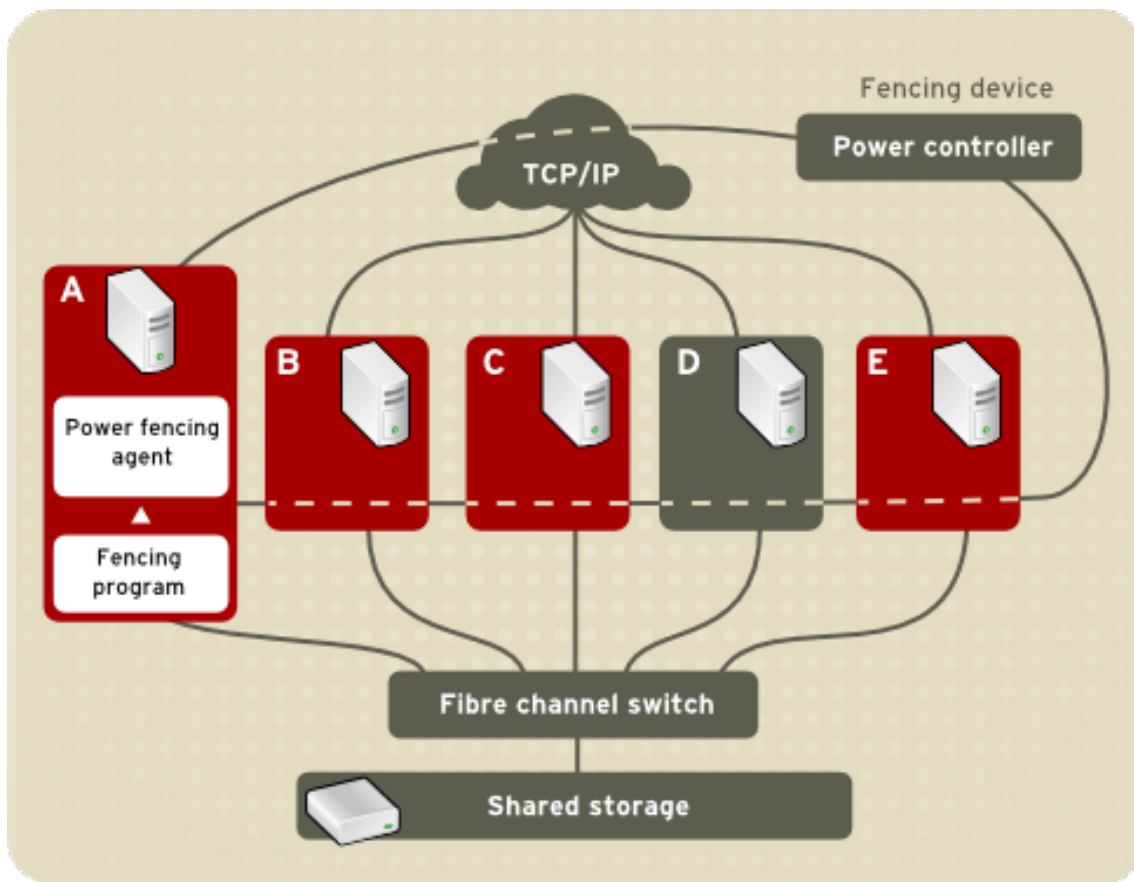 Fencing device
Power controller
TCP/IP
A
B
C
D
E
Power fencing
agent
Fencing
program
Fibre channel switch
Shared storage